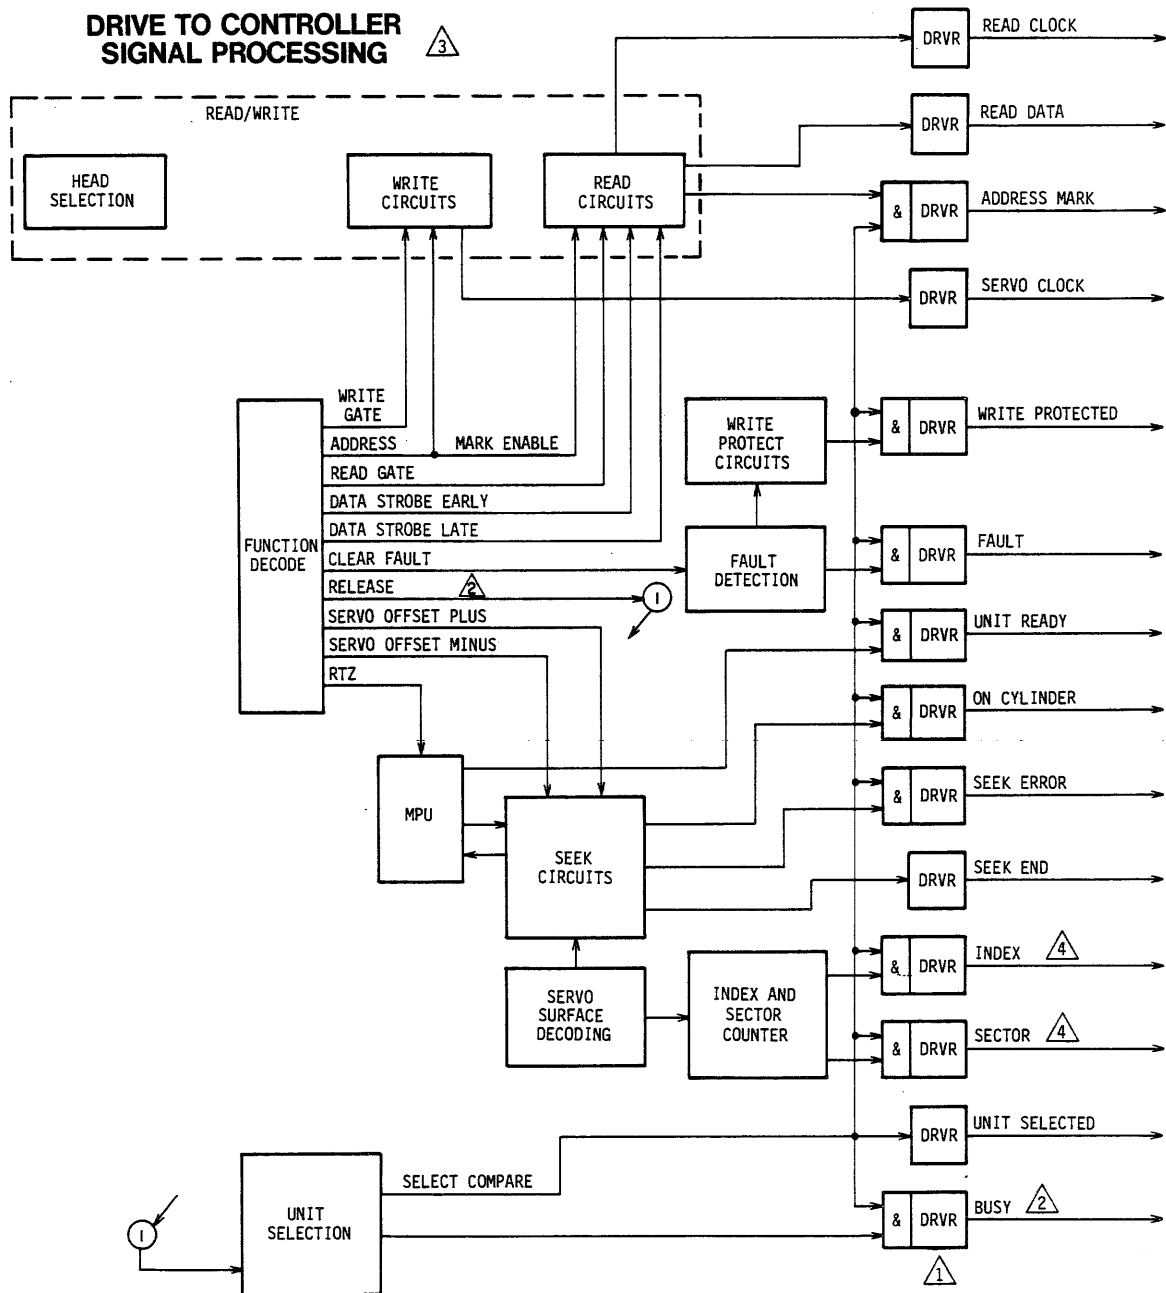 DRIVE TO CONTROLLER
SIGNAL PROCESSING 3
READ/WRITE
HEAD
SELECTION
WRITE
CIRCUITS
READ
CIRCUITS
DRVR READ CLOCK
DRVR READ DATA
& DRVR ADDRESS MARK
DRVR SERVO CLOCK
FUNCTION
DECODE
WRITE
GATE
ADDRESS MARK ENABLE
READ GATE
DATA STROBE EARLY
DATA STROBE LATE
CLEAR FAULT
RELEASE 2
1
SERVO OFFSET PLUS
SERVO OFFSET MINUS
RTZ
WRITE
PROTECT
CIRCUITS
& DRVR WRITE PROTECTED
FAULT
DETECTION
& DRVR FAULT
& DRVR UNIT READY
& DRVR ON CYLINDER
MPU
SEEK
CIRCUITS
& DRVR SEEK ERROR
DRVR SEEK END
SERVO
SURFACE
DECODING
INDEX AND
SECTOR
COUNTER
& DRVR INDEX 4
& DRVR SECTOR 4
DRVR UNIT SELECTED
1
UNIT
SELECTION
SELECT COMPARE
& DRVR BUSY 2
1